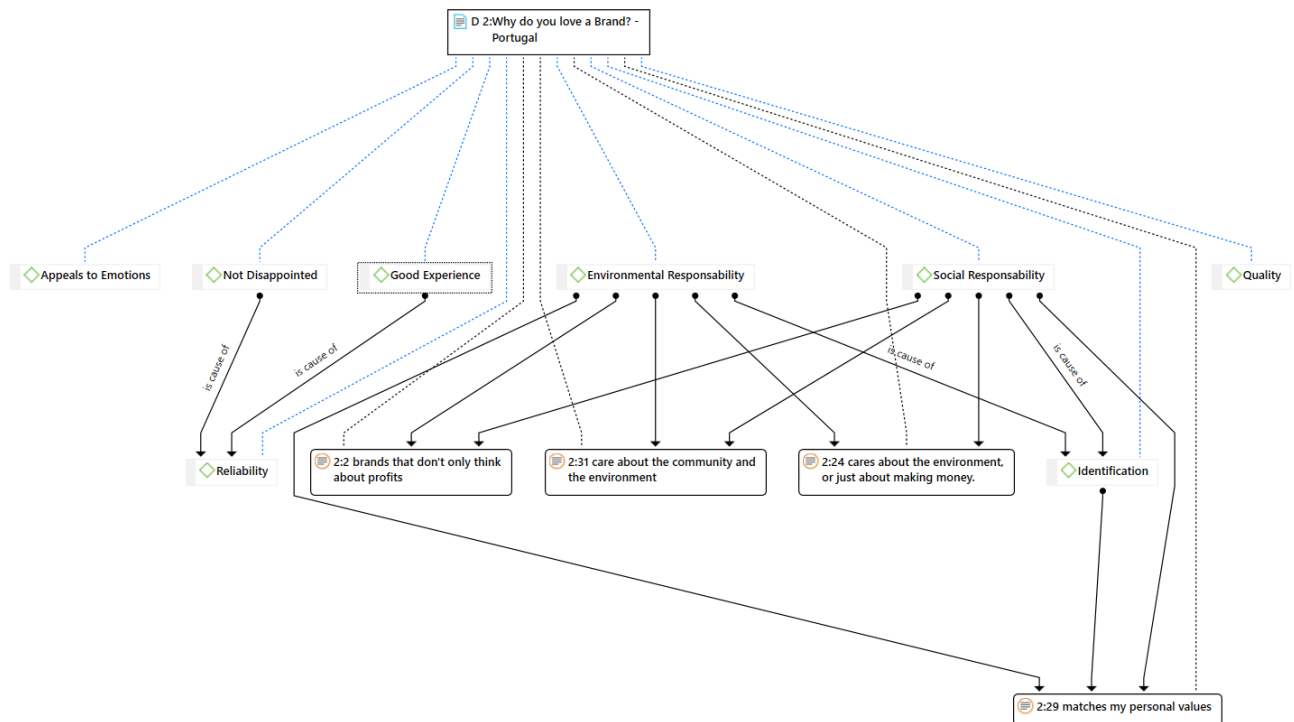 D 2:Why do you love a Brand? -
Portugal
Appeals to Emotions
Not Disappointed
Good Experience
Environmental Responsability
Social Responsability
Quality
is cause of
is cause of
is cause of
is cause of
Reliability
2:2 brands that don't only think
about profits
2:31 care about the community and
the environment
2:24 cares about the environment,
or just about making money.
Identification
2:29 matches my personal values